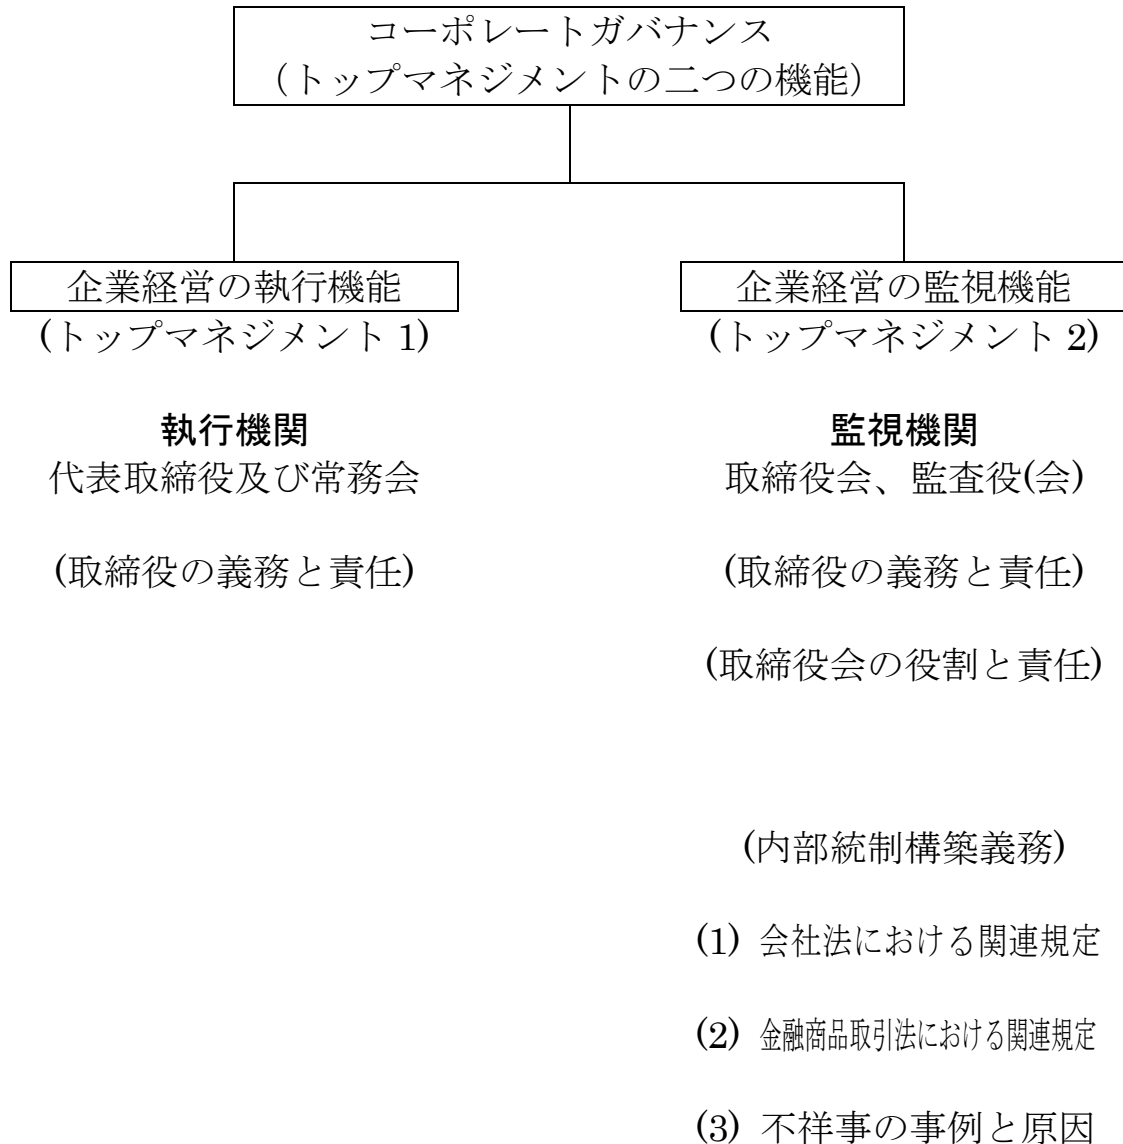 コーポレートガバナンス
(トップマネジメントの二つの機能)
企業経営の執行機能
(トップマネジメント 1)
執行機関
代表取締役及び常務会
(取締役の義務と責任)
企業経営の監視機能
(トップマネジメント 2)
監視機関
取締役会、監査役(会)
(取締役の義務と責任)
(取締役会の役割と責任)
(内部統制構築義務)
(1) 会社法における関連規定
(2) 金融商品取引法における関連規定
(3) 不祥事の事例と原因